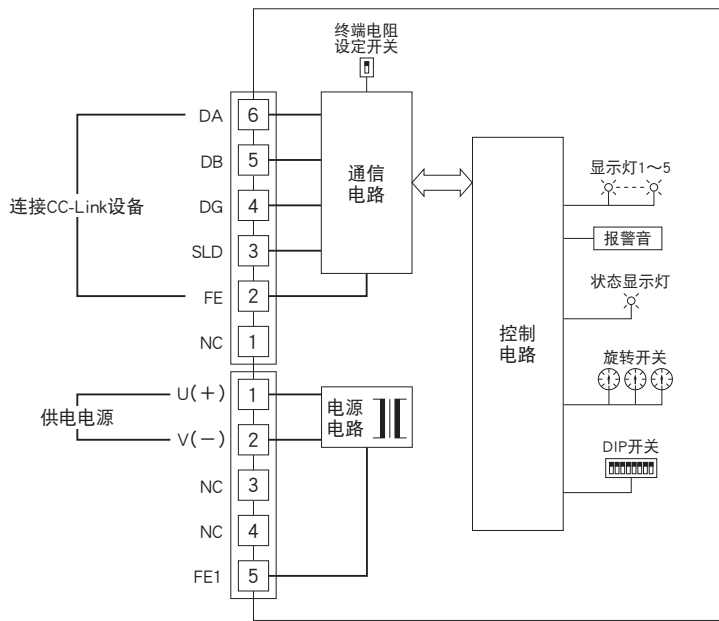 终端电阻
设定开关
DA 6
DB 5
DG 4
SLD 3
FE 2
NC 1
连接CC-Link设备
通信
电路
控制
电路
显示灯1～5
报警音
状态显示灯
旋转开关
DIP开关
U(+) 1
V(−) 2
NC 3
NC 4
FE1 5
供电电源
电源
电路